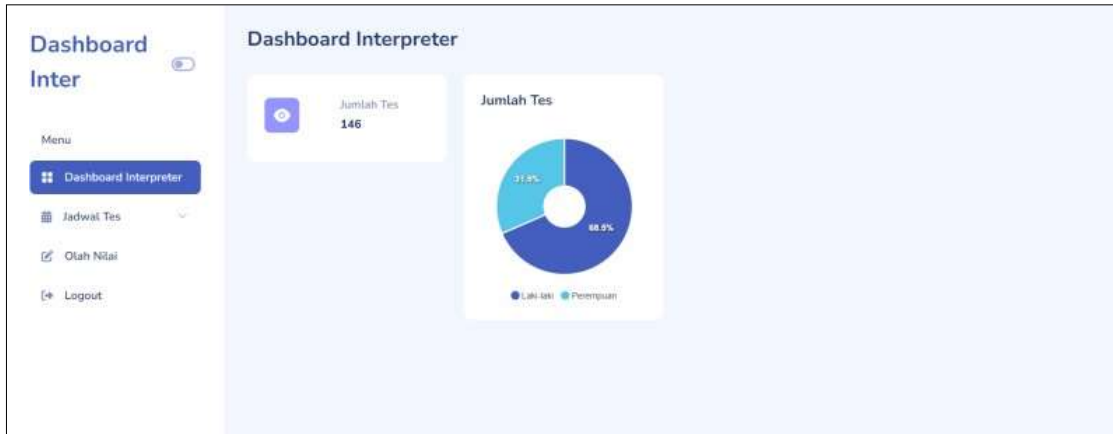 Dashboard
Inter
Menu
Dashboard Interpreter
Jadwal Tes
Olah Nilai
Logout
Dashboard Interpreter
Jumlah Tes
146
Jumlah Tes
68.5%
Laki-laki
Perempuan